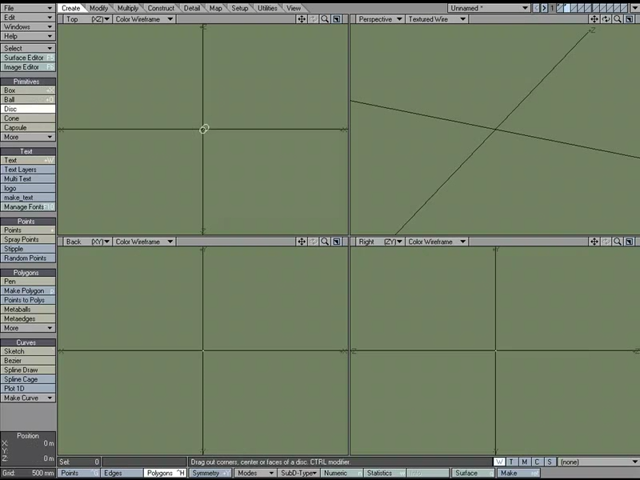 File
Create Modify Multiply Construct Detail Map Setup Utilities View Unnamed * 1
Edit
Top (XZ) Color Wireframe Perspective Textured Wire
Windows
Help
Select
Surface Editor F5
Image Editor F6
Primitives
Box
Ball
Disc
Cone
Capsule
More
Text
Text
Text Layers
Multi Text
logo
make_text
Manage Fonts
Points
Back (XY) Color Wireframe Right (ZY) Color Wireframe
Points
Spray Points
Stipple
Random Points
Polygons
Pen
Make Polygon
Points to Polys
Metaballs
Metaedges
More
Curves
Sketch
Bezier
Spline Draw
Spline Cage
Plot 1D
Make Curve
Position
X: 0 m
Y:
Z: 0 m
Sel: 0 Drag out corners, center or faces of a disc. CTRL modifier. W T M C S (none)
Grid: 500 mm Points Edges Polygons ^H Symmetry Modes SubD-Type Numeric Statistics Surface Make